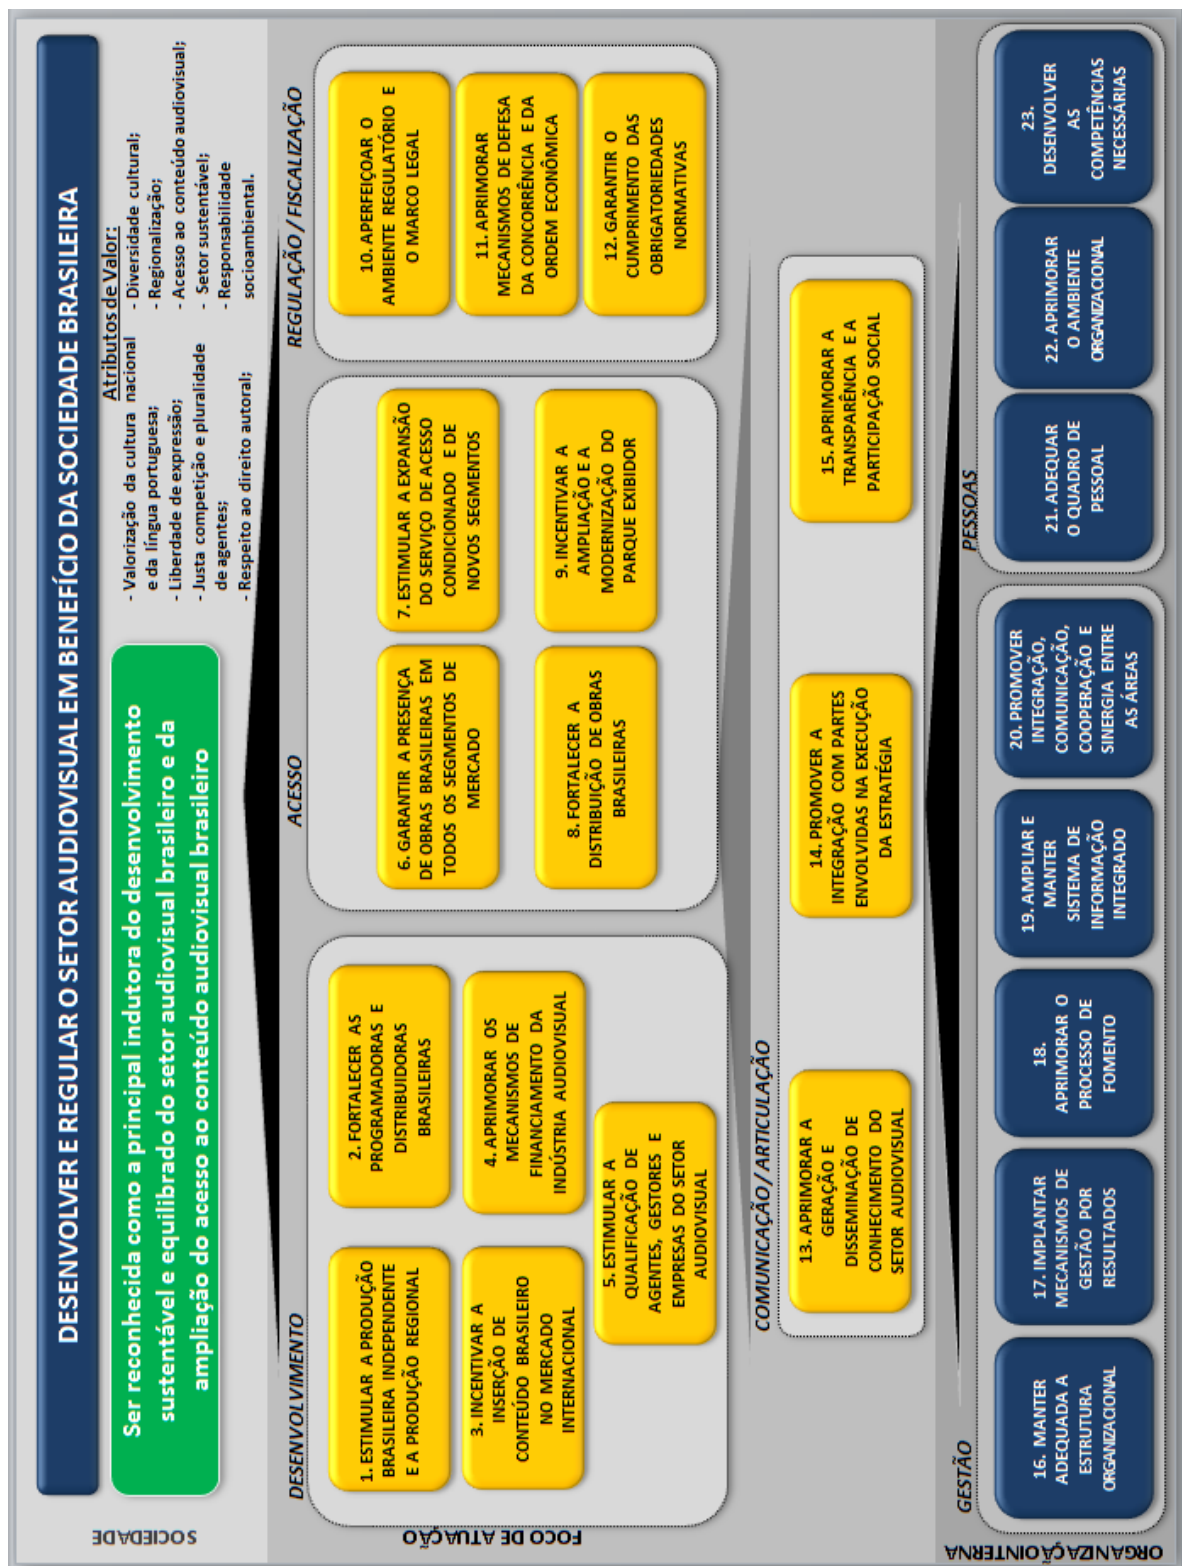 DESENVOLVER E REGULAR O SETOR AUDIOVISUAL EM BENEFÍCIO DA SOCIEDADE BRASILEIRA
SOCIEDADE
Ser reconhecida como a principal indutora do desenvolvimento
sustentável e equilibrado do setor audiovisual brasileiro e da
ampliação do acesso ao conteúdo audiovisual brasileiro
Atributos de Valor:
- Valorização da cultura nacional
e da língua portuguesa;
- Liberdade de expressão;
- Justa competição e pluralidade
de agentes;
- Respeito ao direito autoral;
- Diversidade cultural;
- Regionalização;
- Acesso ao conteúdo audiovisual;
- Setor sustentável;
- Responsabilidade
socioambiental.
FOCO DE ATUAÇÃO
DESENVOLVIMENTO
1. ESTIMULAR A PRODUÇÃO
BRASILEIRA INDEPENDENTE
E A PRODUÇÃO REGIONAL
2. FORTALECER AS
PROGRAMADORAS E
DISTRIBUIDORAS
BRASILEIRAS
3. INCENTIVAR A
INSERÇÃO DE
CONTEÚDO BRASILEIRO
NO MERCADO
INTERNACIONAL
4. APRIMORAR OS
MECANISMOS DE
FINANCIAMENTO DA
INDÚSTRIA AUDIOVISUAL
5. ESTIMULAR A
QUALIFICAÇÃO DE
AGENTES, GESTORES E
EMPRESAS DO SETOR
AUDIOVISUAL
ACESSO
6. GARANTIR A PRESENÇA
DE OBRAS BRASILEIRAS EM
TODOS OS SEGMENTOS DE
MERCADO
7. ESTIMULAR A EXPANSÃO
DO SERVIÇO DE ACESSO
CONDICIONADO E DE
NOVOS SEGMENTOS
8. FORTALECER A
DISTRIBUIÇÃO DE OBRAS
BRASILEIRAS
9. INCENTIVAR A
AMPLIAÇÃO E A
MODERNIZAÇÃO DO
PARQUE EXIBIDOR
REGULAÇÃO / FISCALIZAÇÃO
10. APERFEIÇOAR O
AMBIENTE REGULATÓRIO E
O MARCO LEGAL
11. APRIMORAR
MECANISMOS DE DEFESA
DA CONCORRÊNCIA E DA
ORDEM ECONÔMICA
12. GARANTIR O
CUMPRIMENTO DAS
OBRIGATORIEDADES
NORMATIVAS
COMUNICAÇÃO / ARTICULAÇÃO
13. APRIMORAR A
GERAÇÃO E
DISSEMINAÇÃO DE
CONHECIMENTO DO
SETOR AUDIOVISUAL
14. PROMOVER A
INTEGRAÇÃO COM PARTES
ENVOLVIDAS NA EXECUÇÃO
DA ESTRATÉGIA
15. APRIMORAR A
TRANSPARÊNCIA E A
PARTICIPAÇÃO SOCIAL
ORGANIZAÇÃO INTERNA
GESTÃO
16. MANTER
ADEQUADA A
ESTRUTURA
ORGANIZACIONAL
17. IMPLANTAR
MECANISMOS DE
GESTÃO POR
RESULTADOS
18.
APRIMORAR O
PROCESSO DE
FOMENTO
19. AMPLIAR E
MANTER
SISTEMA DE
INFORMAÇÃO
INTEGRADO
20. PROMOVER
INTEGRAÇÃO,
COMUNICAÇÃO,
COOPERAÇÃO E
SINERGIA ENTRE
AS ÁREAS
PESSOAS
21. ADEQUAR
O QUADRO DE
PESSOAL
22. APRIMORAR
O AMBIENTE
ORGANIZACIONAL
23.
DESENVOLVER
AS
COMPETÊNCIAS
NECESSÁRIAS